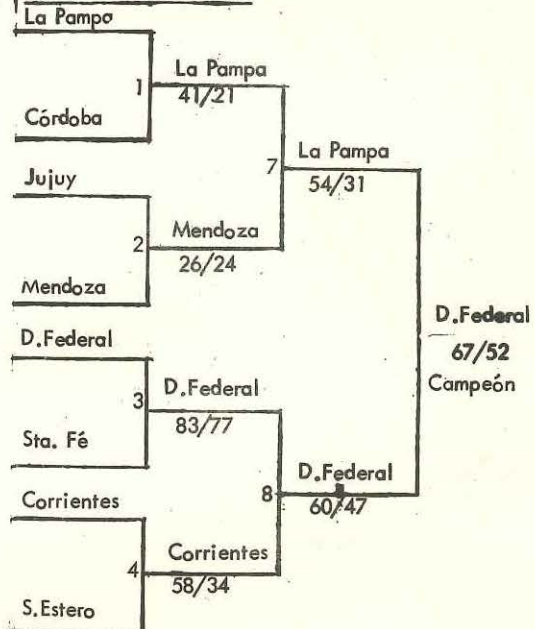 La Pampa
1
La Pampa
41/21
Córdoba
7
La Pampa
54/31
Jujuy
2
Mendoza
26/24
Mendoza
D.Federal
67/52
Campeón
D.Federal
3
D.Federal
83/77
Sta. Fé
8
D.Federal
60/47
Corrientes
4
Corrientes
58/34
S.Estero